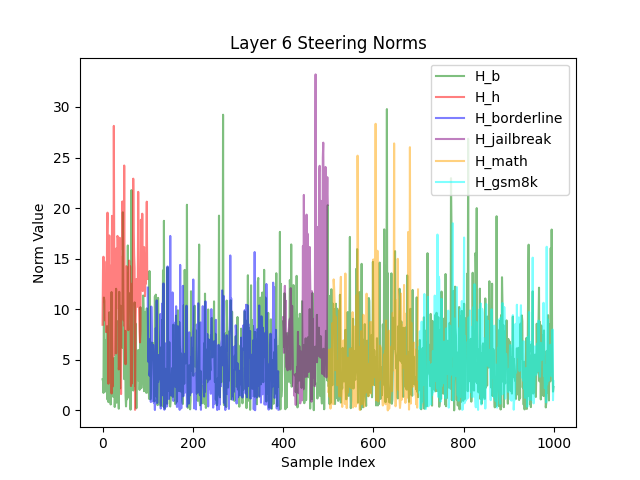 Layer 6 Steering Norms
H_b
H_h
H_borderline
H_jailbreak
H_math
H_gsm8k
Norm Value
30
25
20
15
10
5
0
0 200 400 600 800 1000
Sample Index